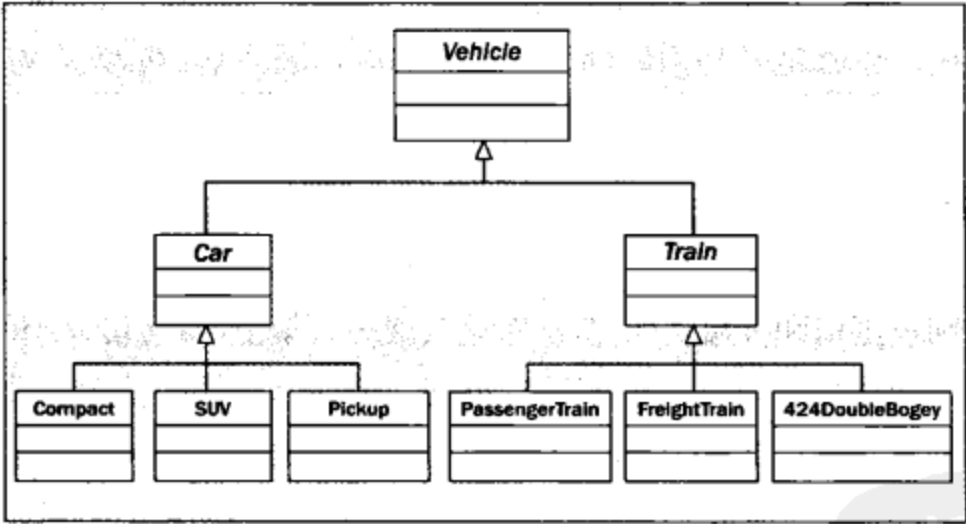 Vehicle
Car
Train
Compact
SUV
Pickup
PassengerTrain
FreightTrain
424DoubleBogey